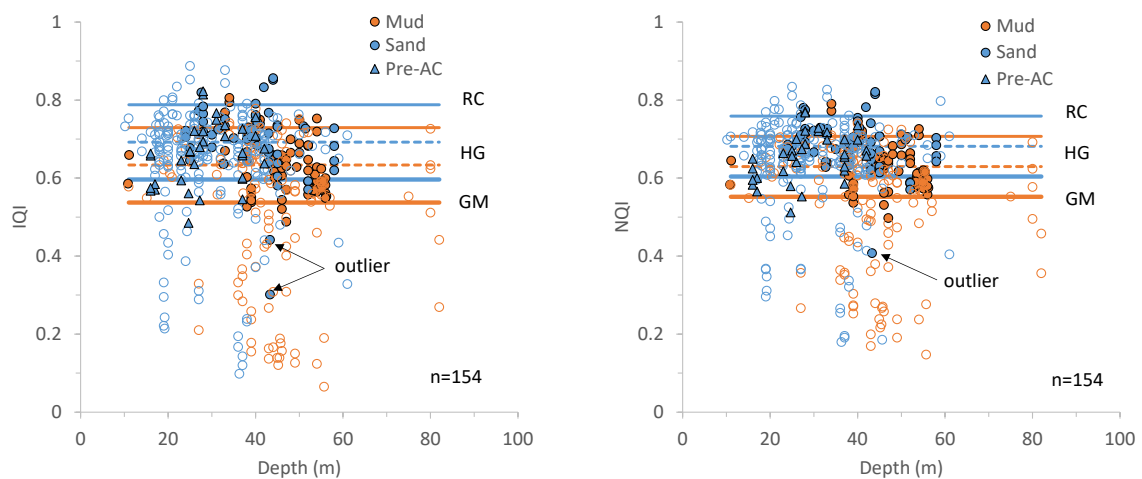 IQI
1
0.8
0.6
0.4
0.2
0
0
20
40
60
80
100
Depth (m)
Mud
Sand
Pre-AC
RC
HG
GM
outlier
n=154
NQI
1
0.8
0.6
0.4
0.2
0
0
20
40
60
80
100
Depth (m)
Mud
Sand
Pre-AC
RC
HG
GM
outlier
n=154